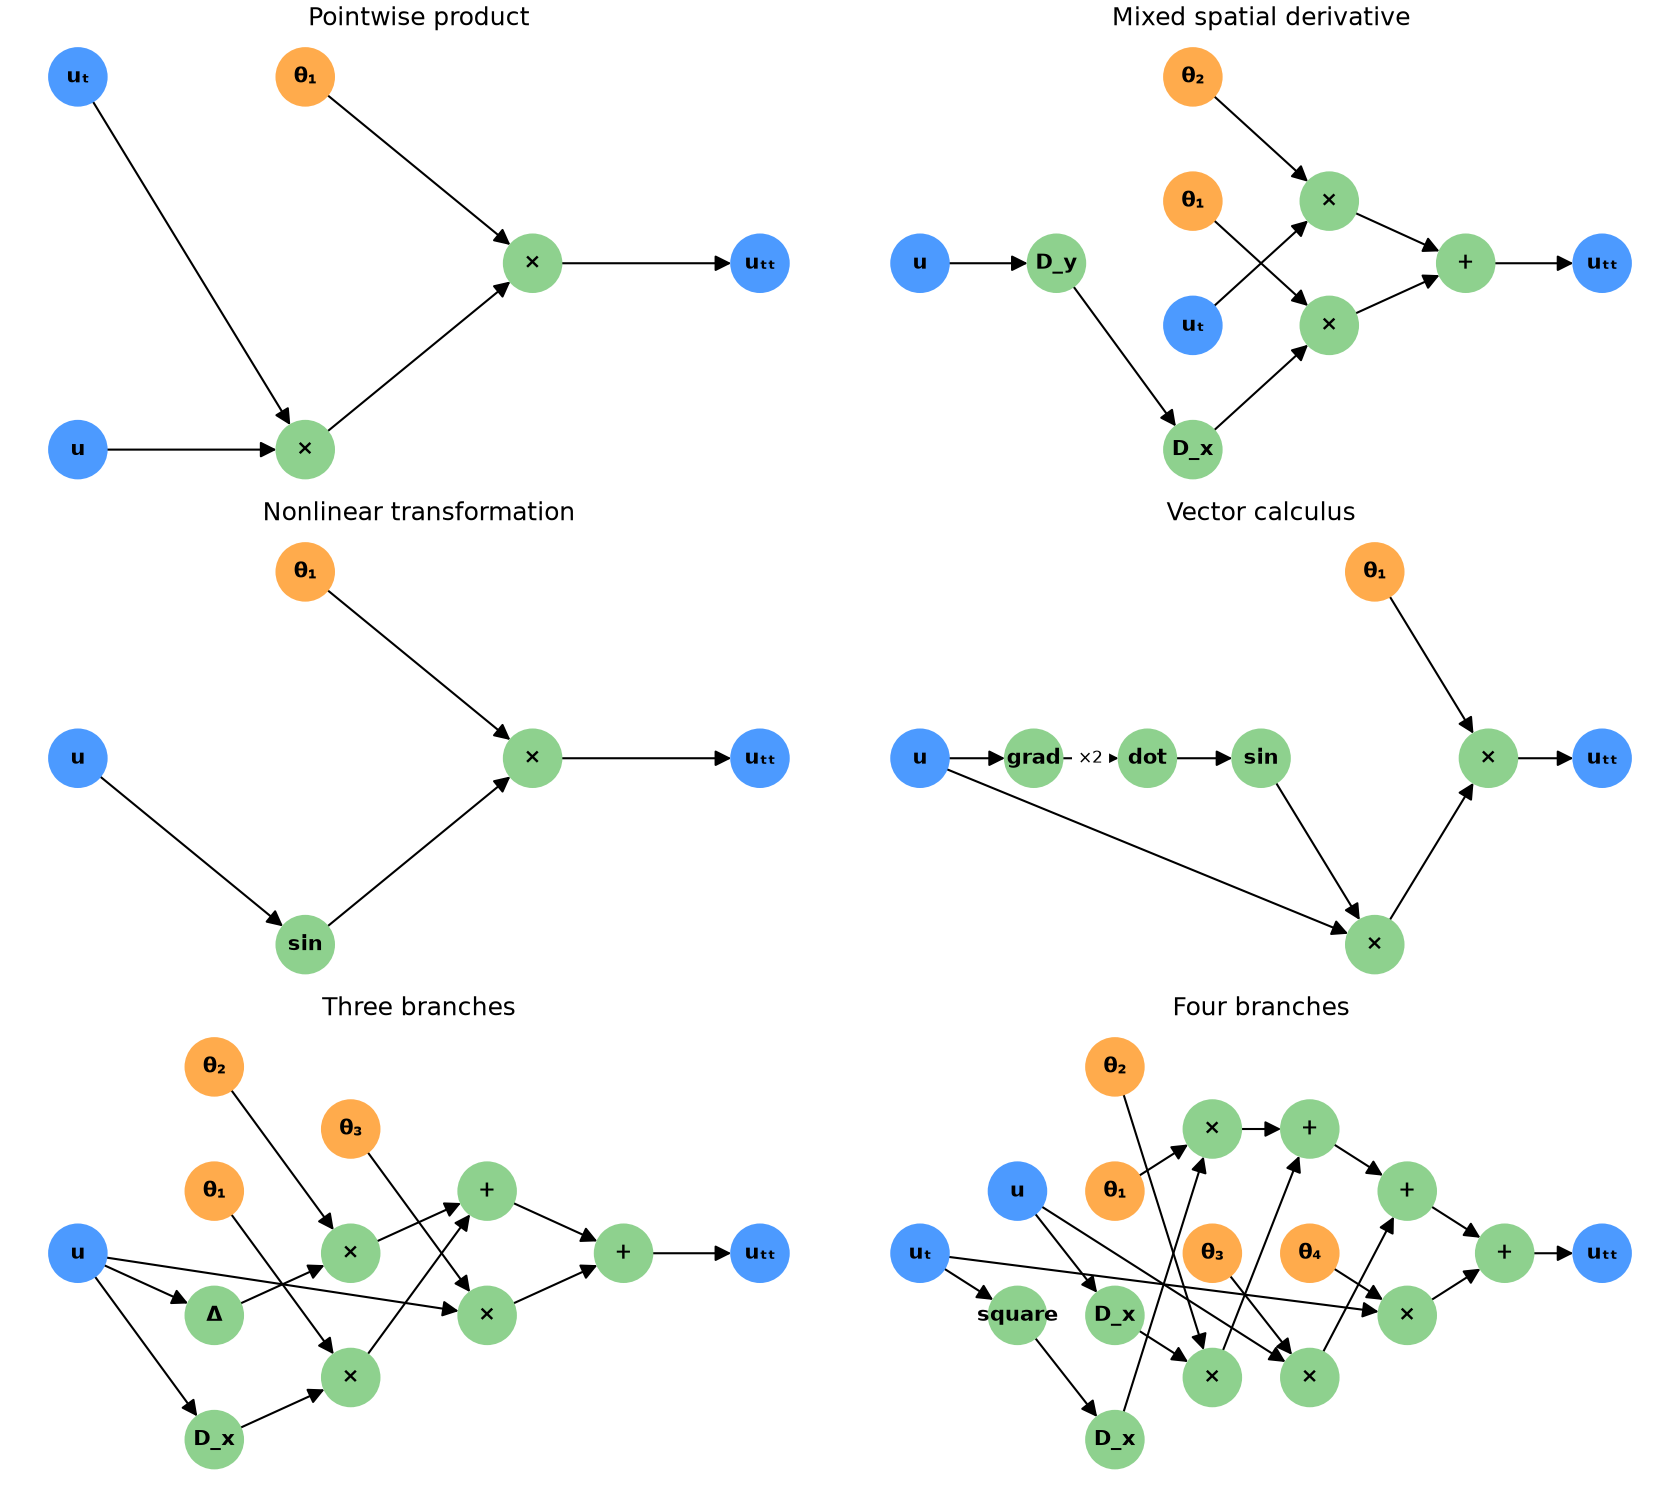 Pointwise product
uₜ
θ₁
×
uₜₜ
u
×
Mixed spatial derivative
θ₂
θ₁
×
u
D_y
+
uₜₜ
uₜ
×
D_x
Nonlinear transformation
θ₁
u
×
uₜₜ
sin
Vector calculus
θ₁
u
grad
×2
dot
sin
×
uₜₜ
×
Three branches
θ₂
θ₃
θ₁
+
u
×
+
uₜₜ
Δ
×
×
D_x
Four branches
θ₂
×
+
u
θ₁
+
uₜ
θ₃
θ₄
+
uₜₜ
square
D_x
×
×
×
D_x